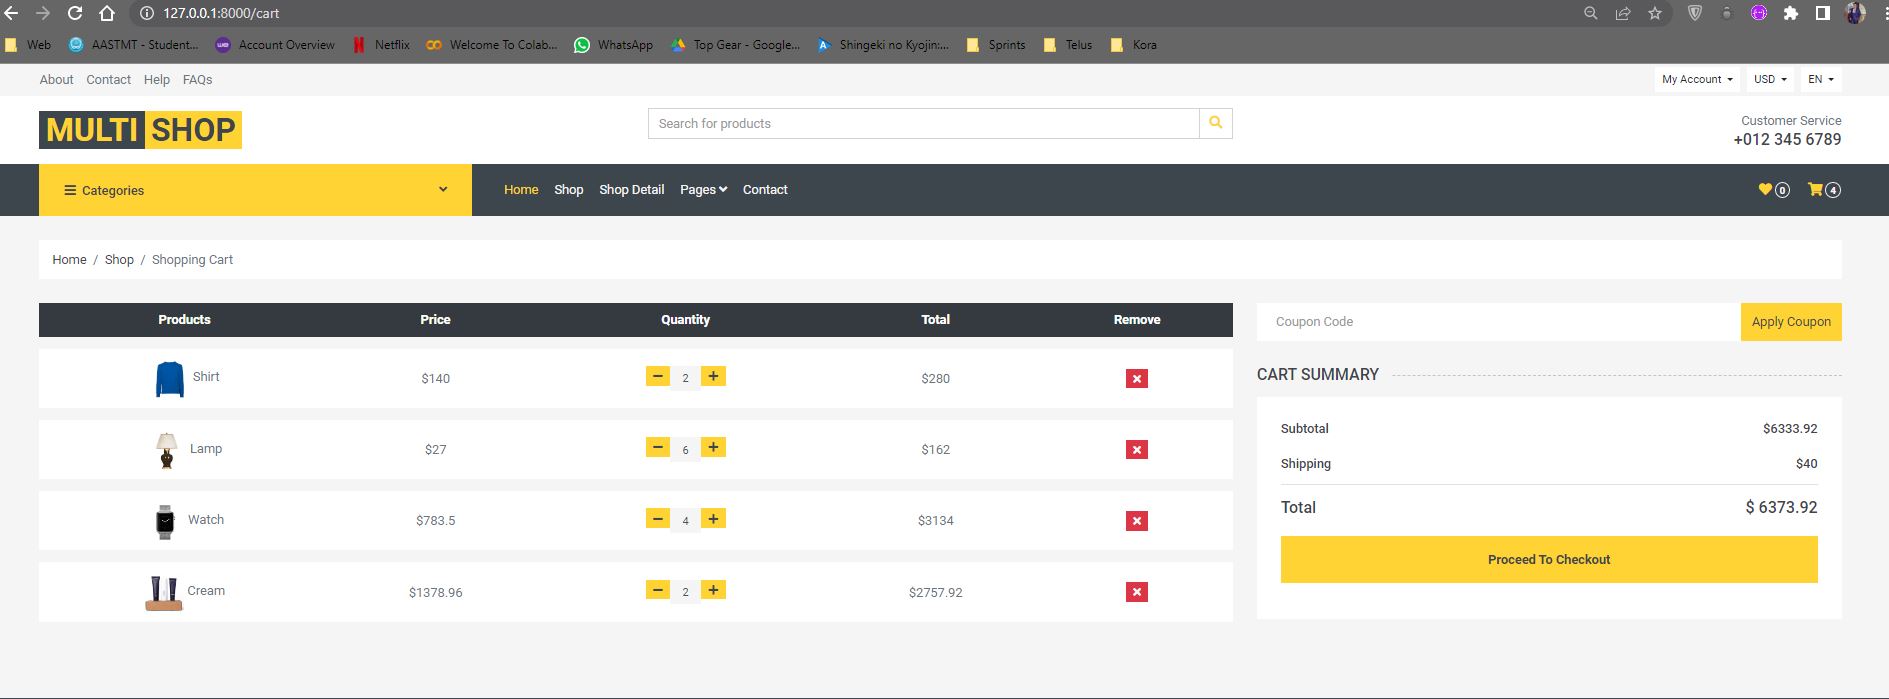 127.0.0.1:8000/cart
Web AASTMT - Student... Account Overview Netflix Welcome To Colab... WhatsApp Top Gear - Google... Shingeki no Kyojin:... Sprints Telus Kora
About Contact Help FAQs My Account USD EN
MULTI SHOP
Search for products
Customer Service
+012 345 6789
Categories Home Shop Shop Detail Pages Contact 0 4
Home / Shop / Shopping Cart
Products Price Quantity Total Remove
Shirt $140 2 $280
Lamp $27 6 $162
Watch $783.5 4 $3134
Cream $1378.96 2 $2757.92
Coupon Code Apply Coupon
CART SUMMARY
Subtotal $6333.92
Shipping $40
Total $ 6373.92
Proceed To Checkout